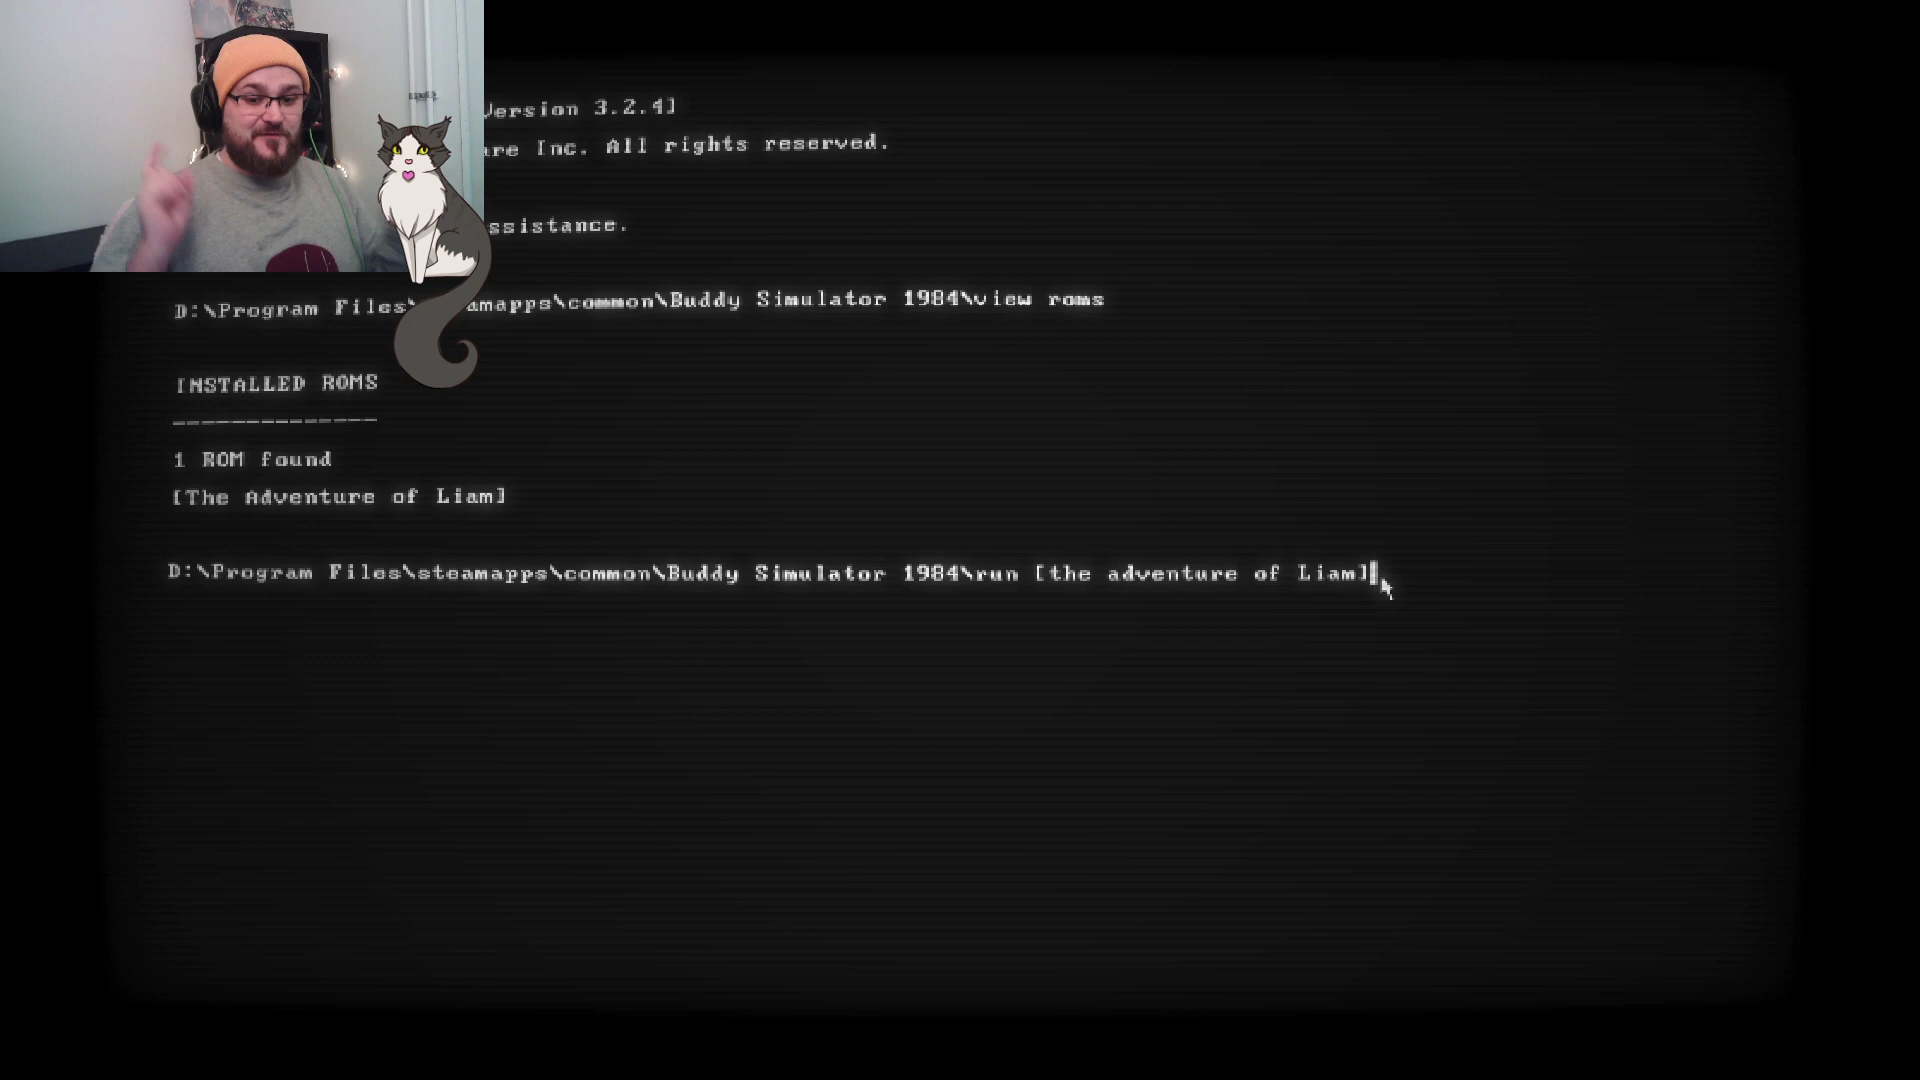 Version 3.2.4]
are Inc. All rights reserved.
ssistance.
D:\Program Files\ amapps\common\Buddy Simulator 1984\view roms
INSTALLED ROMS
--------------
1 ROM found
[The Adventure of Liam]
D:\Program Files\steamapps\common\Buddy Simulator 1984\run [the adventure of Liam]